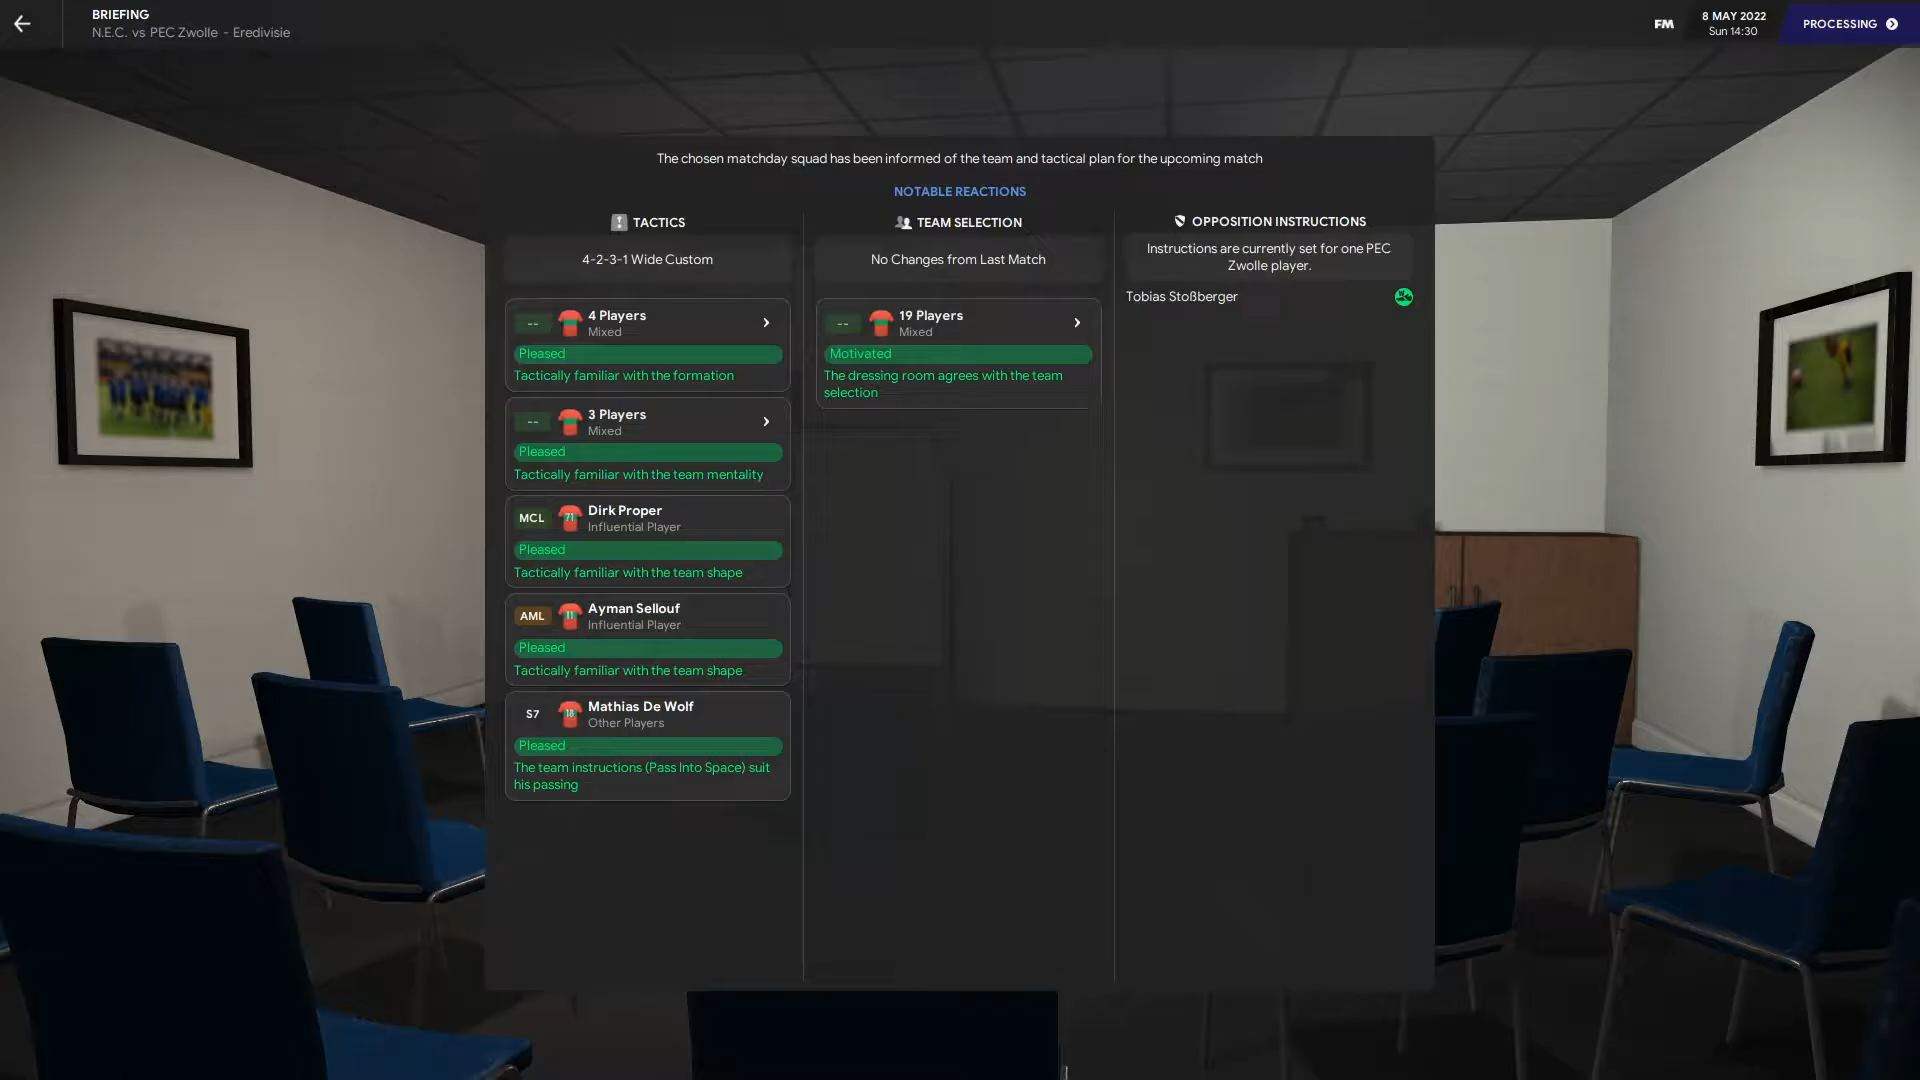 BRIEFING
N.E.C. vs PEC Zwolle - Eredivisie
FM
8 MAY 2022
Sun 14:30
PROCESSING
The chosen matchday squad has been informed of the team and tactical plan for the upcoming match
NOTABLE REACTIONS
TACTICS
4-2-3-1 Wide Custom
-- 4 Players
Mixed
Pleased
Tactically familiar with the formation
-- 3 Players
Mixed
Pleased
Tactically familiar with the team mentality
MCL 71 Dirk Proper
Influential Player
Pleased
Tactically familiar with the team shape
AML 11 Ayman Sellouf
Influential Player
Pleased
Tactically familiar with the team shape
S7 18 Mathias De Wolf
Other Players
Pleased
The team instructions (Pass Into Space) suit
his passing
TEAM SELECTION
No Changes from Last Match
-- 19 Players
Mixed
Motivated
The dressing room agrees with the team
selection
OPPOSITION INSTRUCTIONS
Instructions are currently set for one PEC
Zwolle player.
Tobias Stoßberger